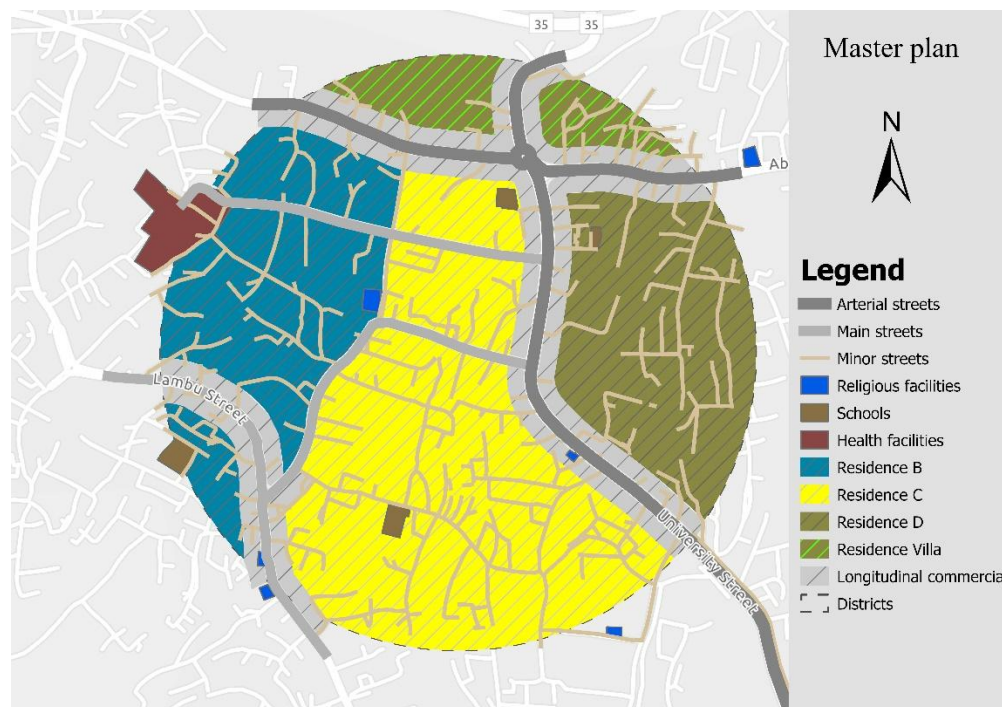 35
35
Master plan
N
Ab
Lambu Street
University Street
Legend
Arterial streets
Main streets
Minor streets
Religious facilities
Schools
Health facilities
Residence B
Residence C
Residence D
Residence Villa
Longitudinal commercia
Districts